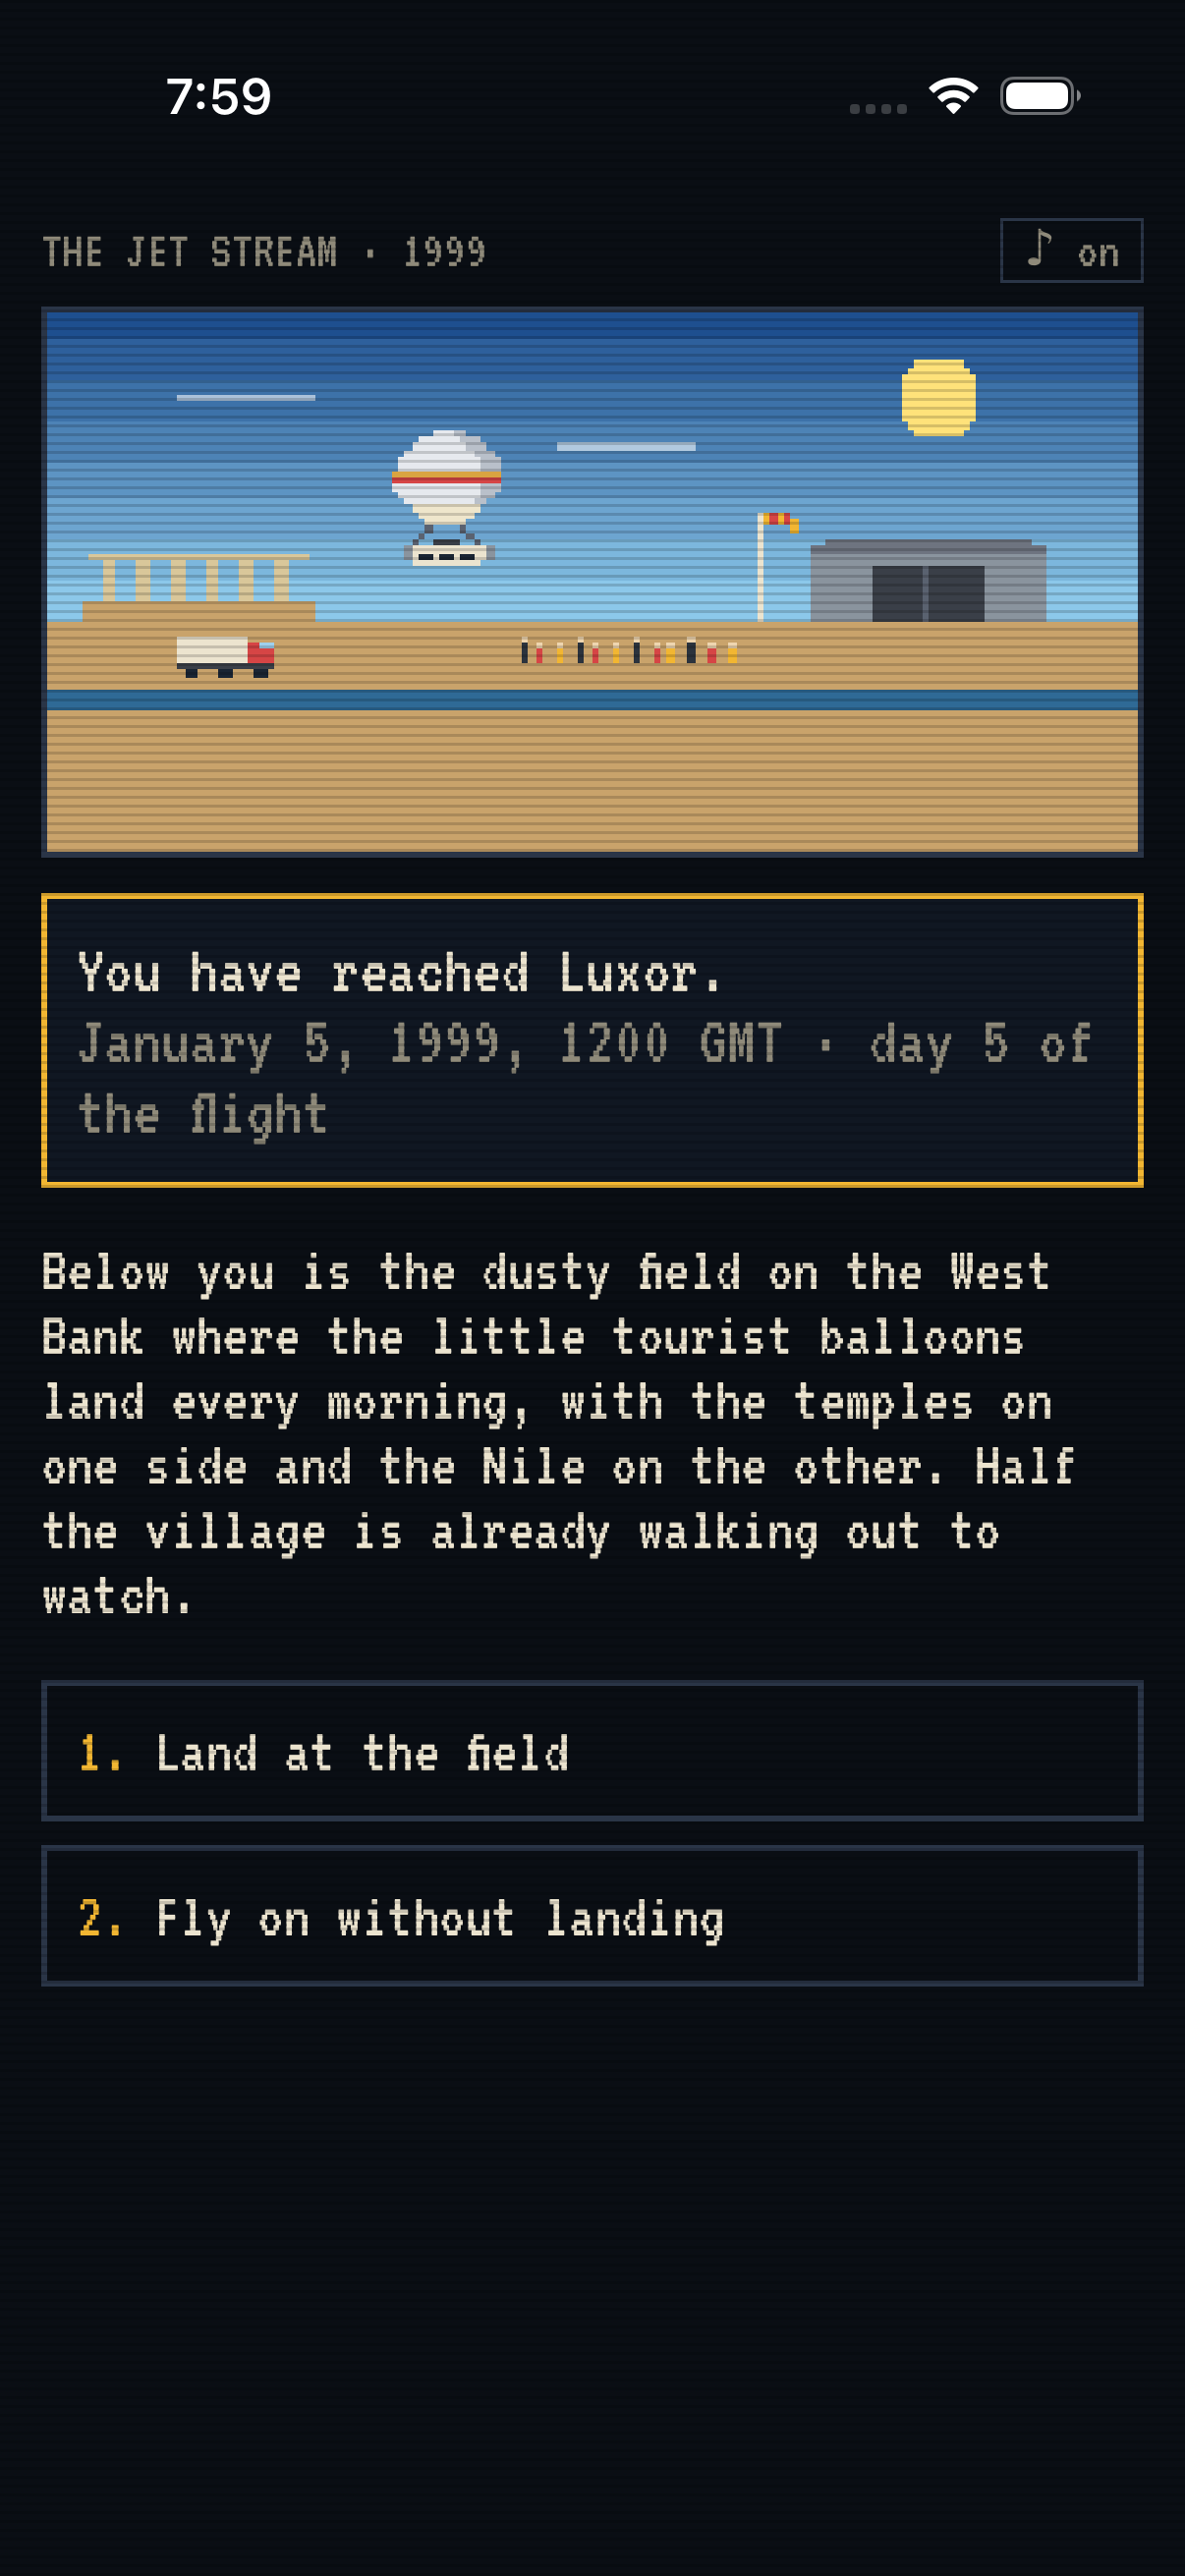 7:59
THE JET STREAM · 1999
♪ on
You have reached Luxor.
January 5, 1999, 1200 GMT · day 5 of
the flight
Below you is the dusty field on the West
Bank where the little tourist balloons
land every morning, with the temples on
one side and the Nile on the other. Half
the village is already walking out to
watch.
1. Land at the field
2. Fly on without landing